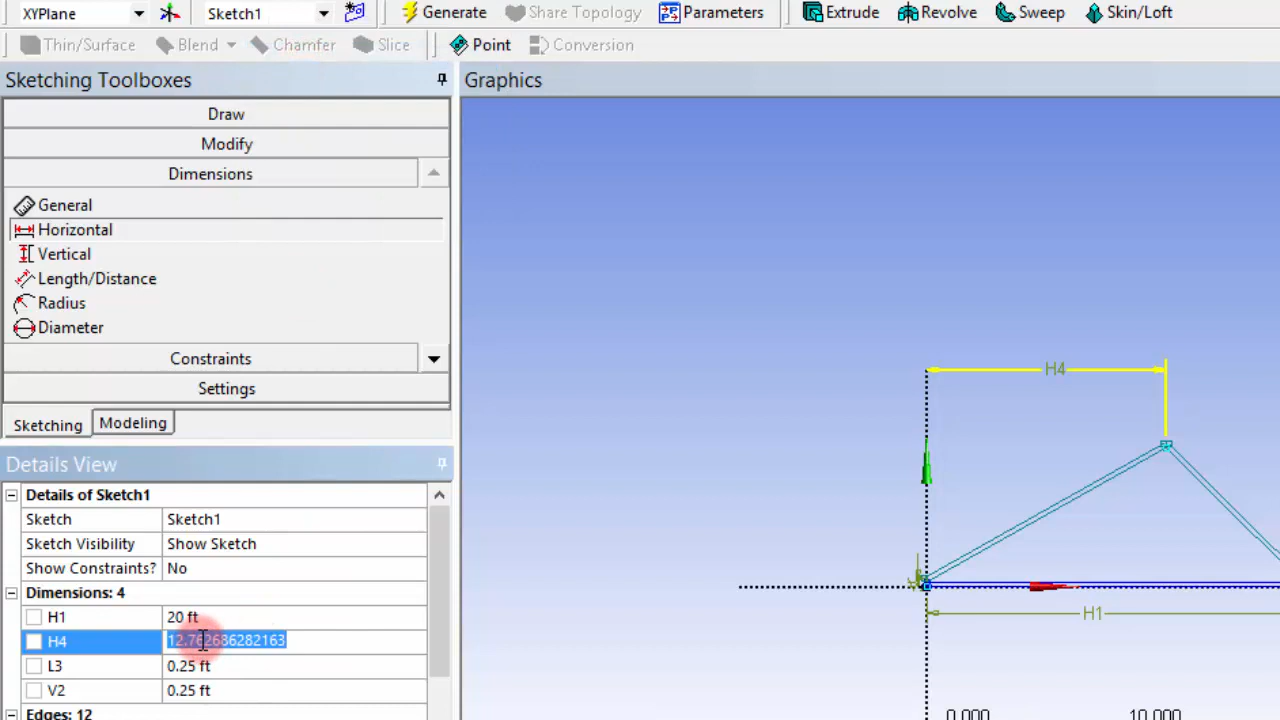 XYPlane Sketch1 Generate Share Topology Parameters Extrude Revolve Sweep Skin/Loft
Thin/Surface Blend Chamfer Slice Point Conversion
Sketching Toolboxes
Draw
Modify
Dimensions
General
Horizontal
Vertical
Length/Distance
Radius
Diameter
Constraints
Settings
Sketching Modeling
Details View
Details of Sketch1
Sketch Sketch1
Sketch Visibility Show Sketch
Show Constraints? No
Dimensions: 4
H1 20 ft
H4 12.762686282163
L3 0.25 ft
V2 0.25 ft
Edges: 12
Graphics
H4
H1
0.000 10.000